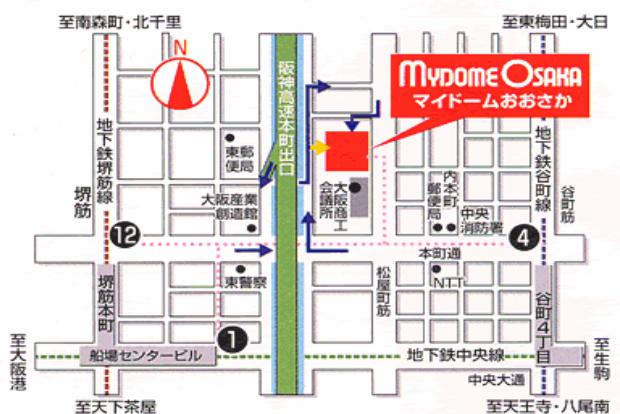 至南森町・北千里
至東梅田・大日
N
MYDOME OSAKA
マイドームおおさか
阪神高速本町出口
地下鉄堺筋線
堺筋
東郵
便局
大阪産業
創造館
大阪商工
会議所
内本町
郵便局
中央
消防署
地下鉄谷町線
谷町筋
12
4
本町通
東警察
NTT
松屋町筋
堺筋本町
谷町4丁目
1
至大阪港
船場センタービル
地下鉄中央線
至生駒
中央大通
至天下茶屋
至天王寺・八尾南